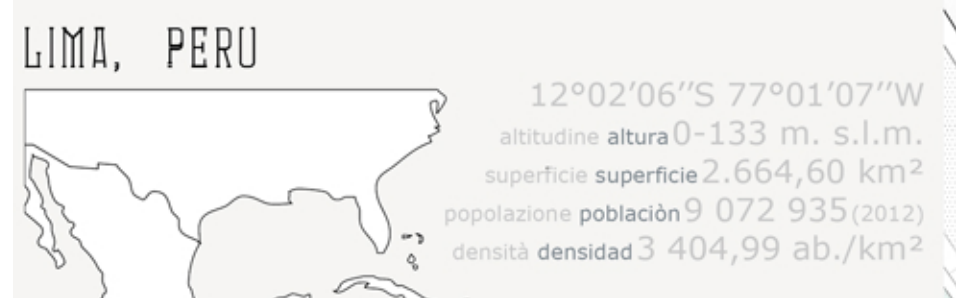 LIMA, PERU
12°02’06’’S 77°01’07’’W
altitudine altura 0-133 m. s.l.m.
superficie superficie 2.664,60 km²
popolazione poblaciòn 9 072 935 (2012)
densità densidad 3 404,99 ab./km²